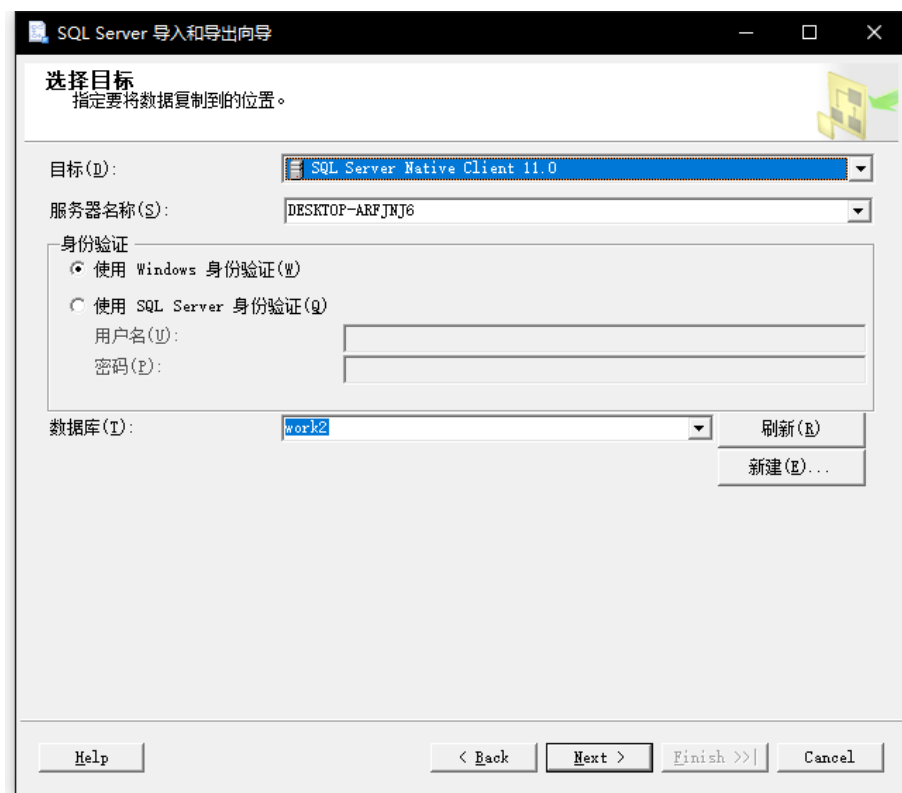 SQL Server 导入和导出向导
选择目标
指定要将数据复制到的位置。
目标(D):
SQL Server Native Client 11.0
服务器名称(S):
DESKTOP-ARFJNJ6
身份验证
使用 Windows 身份验证(W)
使用 SQL Server 身份验证(Q)
用户名(U):
密码(P):
数据库(T):
work2
刷新(R)
新建(E)...
Help
< Back
Next >
Finish >>|
Cancel